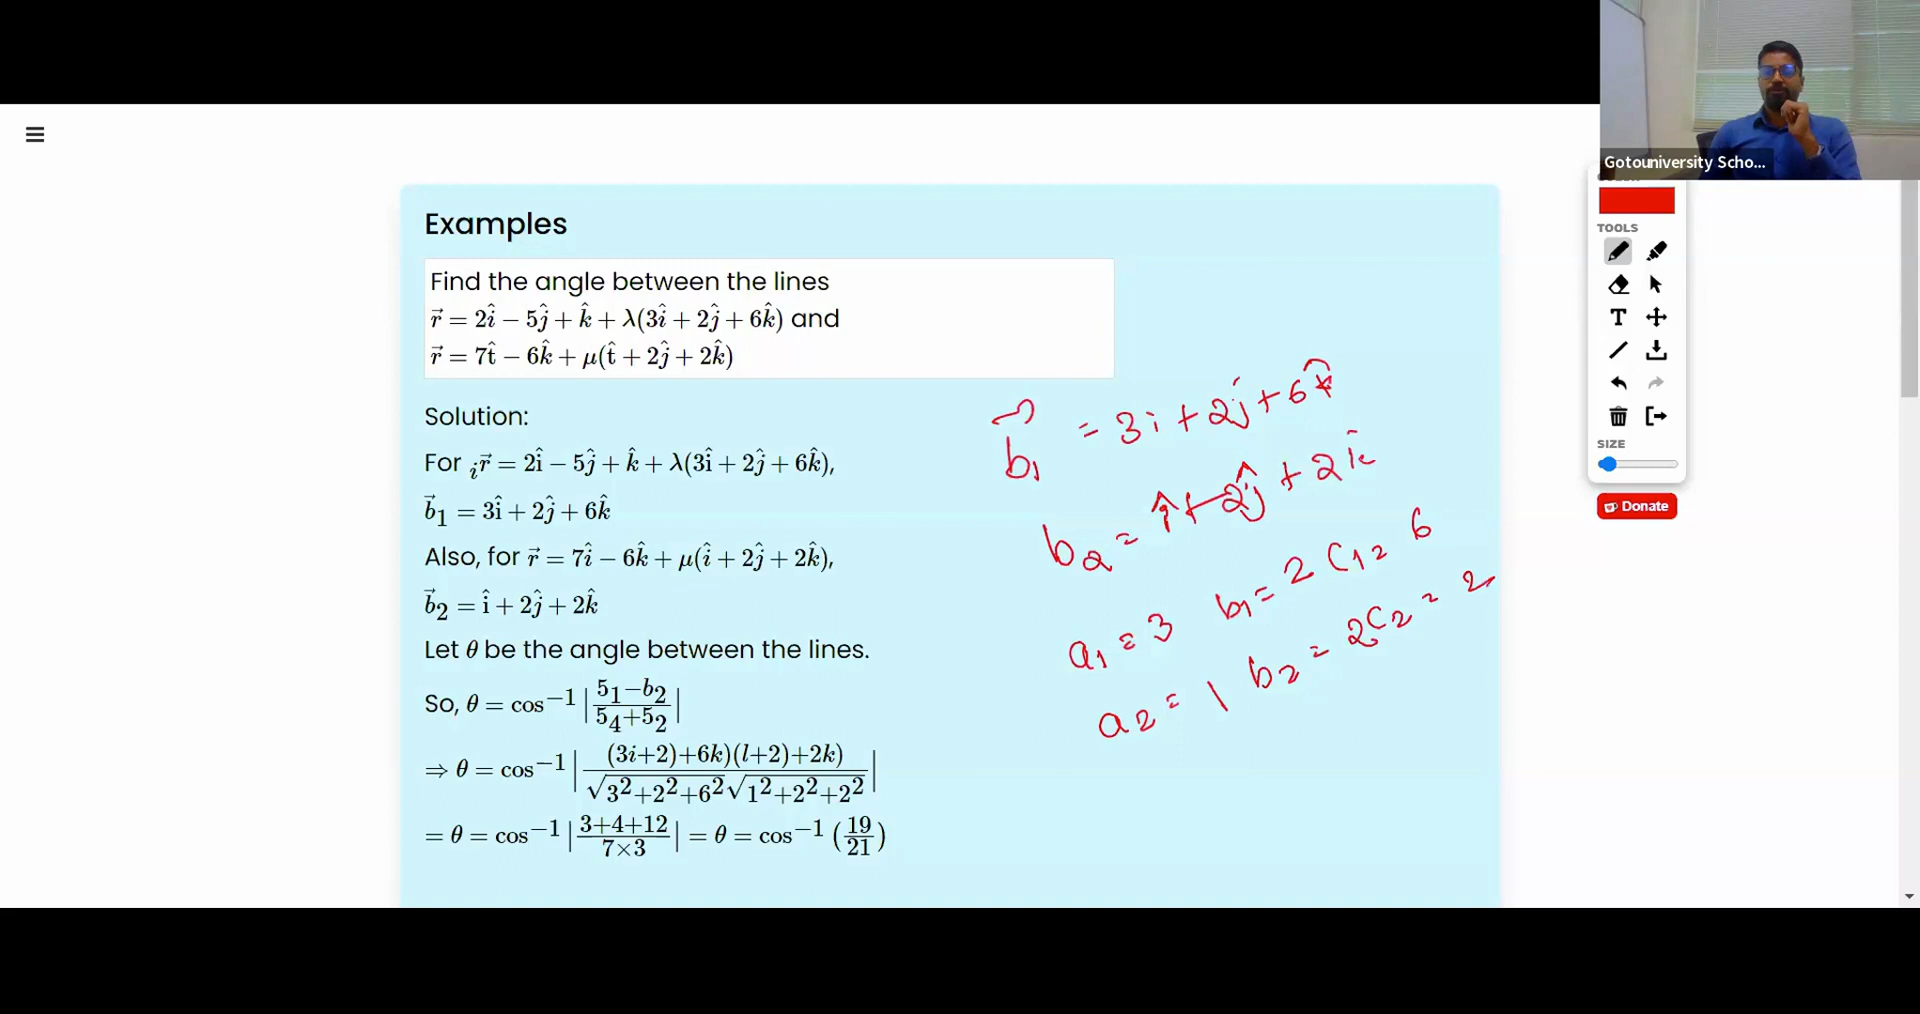 Gotouniversity Scho...
TOOLS
T
SIZE
Donate
Examples
Find the angle between the lines
r⃗ = 2î − 5ĵ + k̂ + λ(3î + 2ĵ + 6k̂) and
r⃗ = 7t̂ − 6k̂ + μ(t̂ + 2ĵ + 2k̂)
Solution:
For ᵢr⃗ = 2î − 5ĵ + k̂ + λ(3î + 2ĵ + 6k̂),
b⃗₁ = 3î + 2ĵ + 6k̂
Also, for r⃗ = 7î − 6k̂ + μ(î + 2ĵ + 2k̂),
b⃗₂ = î + 2ĵ + 2k̂
Let θ be the angle between the lines.
So, θ = cos⁻¹ |(5₁−b₂)/(5₄+5₂)|
⇒ θ = cos⁻¹ |(3i+2)+6k)(l+2)+2k)/(√3²+2²+6² √1²+2²+2²)|
= θ = cos⁻¹ |(3+4+12)/(7×3)| = θ = cos⁻¹ (19/21)
b⃗₁ = 3i + 2j + 6k̂
b₂ = î + 2ĵ + 2k
a₁ = 3 b₁ = 2 C₁ = 6
a₂ = 1 b₂ = 2 C₂ = 2